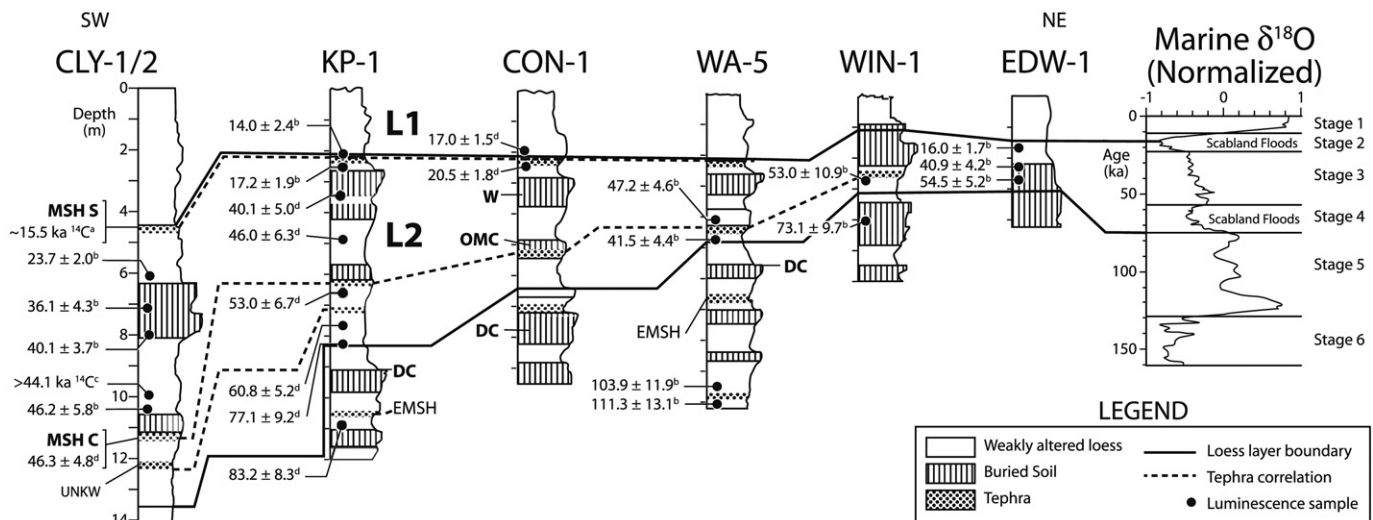 SW
NE
CLY-1/2
KP-1
CON-1
WA-5
WIN-1
EDW-1
Marine δ¹⁸O
(Normalized)
-1
0
1
0
Depth
(m)
2
4
6
8
10
12
14
MSH S
~15.5 ka ¹⁴Cᵃ
23.7 ± 2.0ᵇ
36.1 ± 4.3ᵇ
40.1 ± 3.7ᵇ
>44.1 ka ¹⁴Cᶜ
46.2 ± 5.8ᵇ
MSH C
46.3 ± 4.8ᵈ
UNKW
14.0 ± 2.4ᵇ
L1
17.2 ± 1.9ᵇ
40.1 ± 5.0ᵈ
46.0 ± 6.3ᵈ
L2
53.0 ± 6.7ᵈ
60.8 ± 5.2ᵈ
77.1 ± 9.2ᵈ
DC
EMSH
83.2 ± 8.3ᵈ
17.0 ± 1.5ᵈ
20.5 ± 1.8ᵈ
W
OMC
DC
47.2 ± 4.6ᵇ
41.5 ± 4.4ᵇ
DC
EMSH
103.9 ± 11.9ᵇ
111.3 ± 13.1ᵇ
53.0 ± 10.9ᵇ
73.1 ± 9.7ᵇ
16.0 ± 1.7ᵇ
40.9 ± 4.2ᵇ
54.5 ± 5.2ᵇ
0
Age
(ka)
50
100
150
Scabland Floods
Scabland Floods
Stage 1
Stage 2
Stage 3
Stage 4
Stage 5
Stage 6
LEGEND
Weakly altered loess
Buried Soil
Tephra
Loess layer boundary
Tephra correlation
Luminescence sample